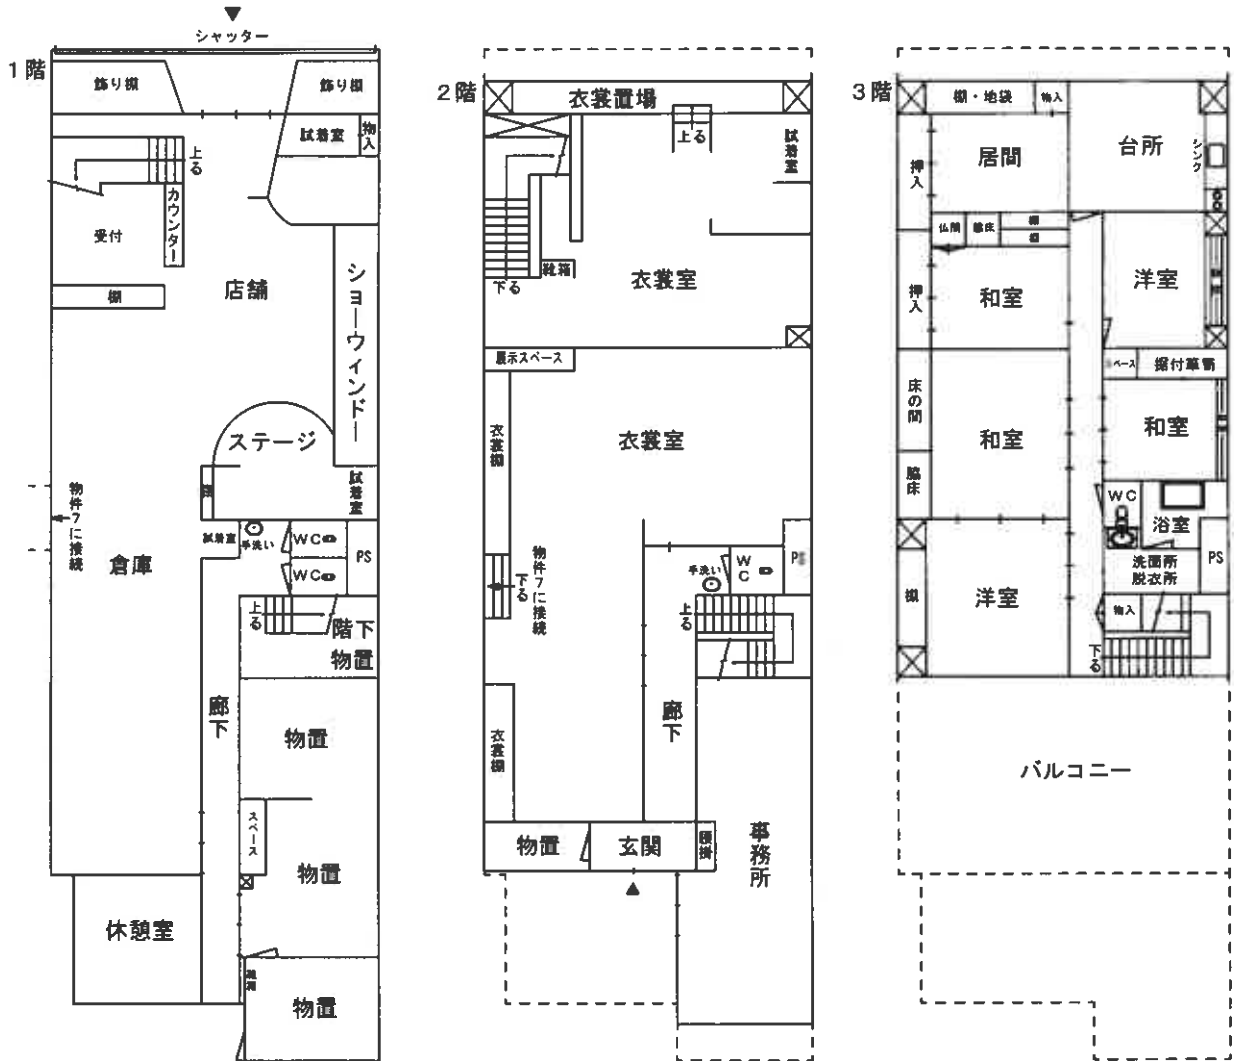 シャッター
1階
飾り棚
飾り棚
試着室
物入
上る
カウンター
受付
棚
店舗
ショーウィンドー
ステージ
試着室
物件7に接続
倉庫
試着室
手洗い
WC
WC
PS
上る
階下
物置
廊下
物置
スペース
物置
休憩室
靴箱
物置
2階
衣裳置場
上る
試着室
靴箱
下る
衣裳室
展示スペース
衣裳棚
衣裳室
物件7に接続
下る
手洗い
WC
PS
上る
衣裳棚
廊下
物置
玄関
腰掛
事務所
3階
棚・地袋
物入
台所
シンク
押入
居間
仏間
脇床
棚
棚
洋室
押入
和室
スペース
据付箪笥
床の間
和室
和室
脇床
WC
浴室
洗面所
脱衣所
PS
棚
洋室
物入
下る
バルコニー